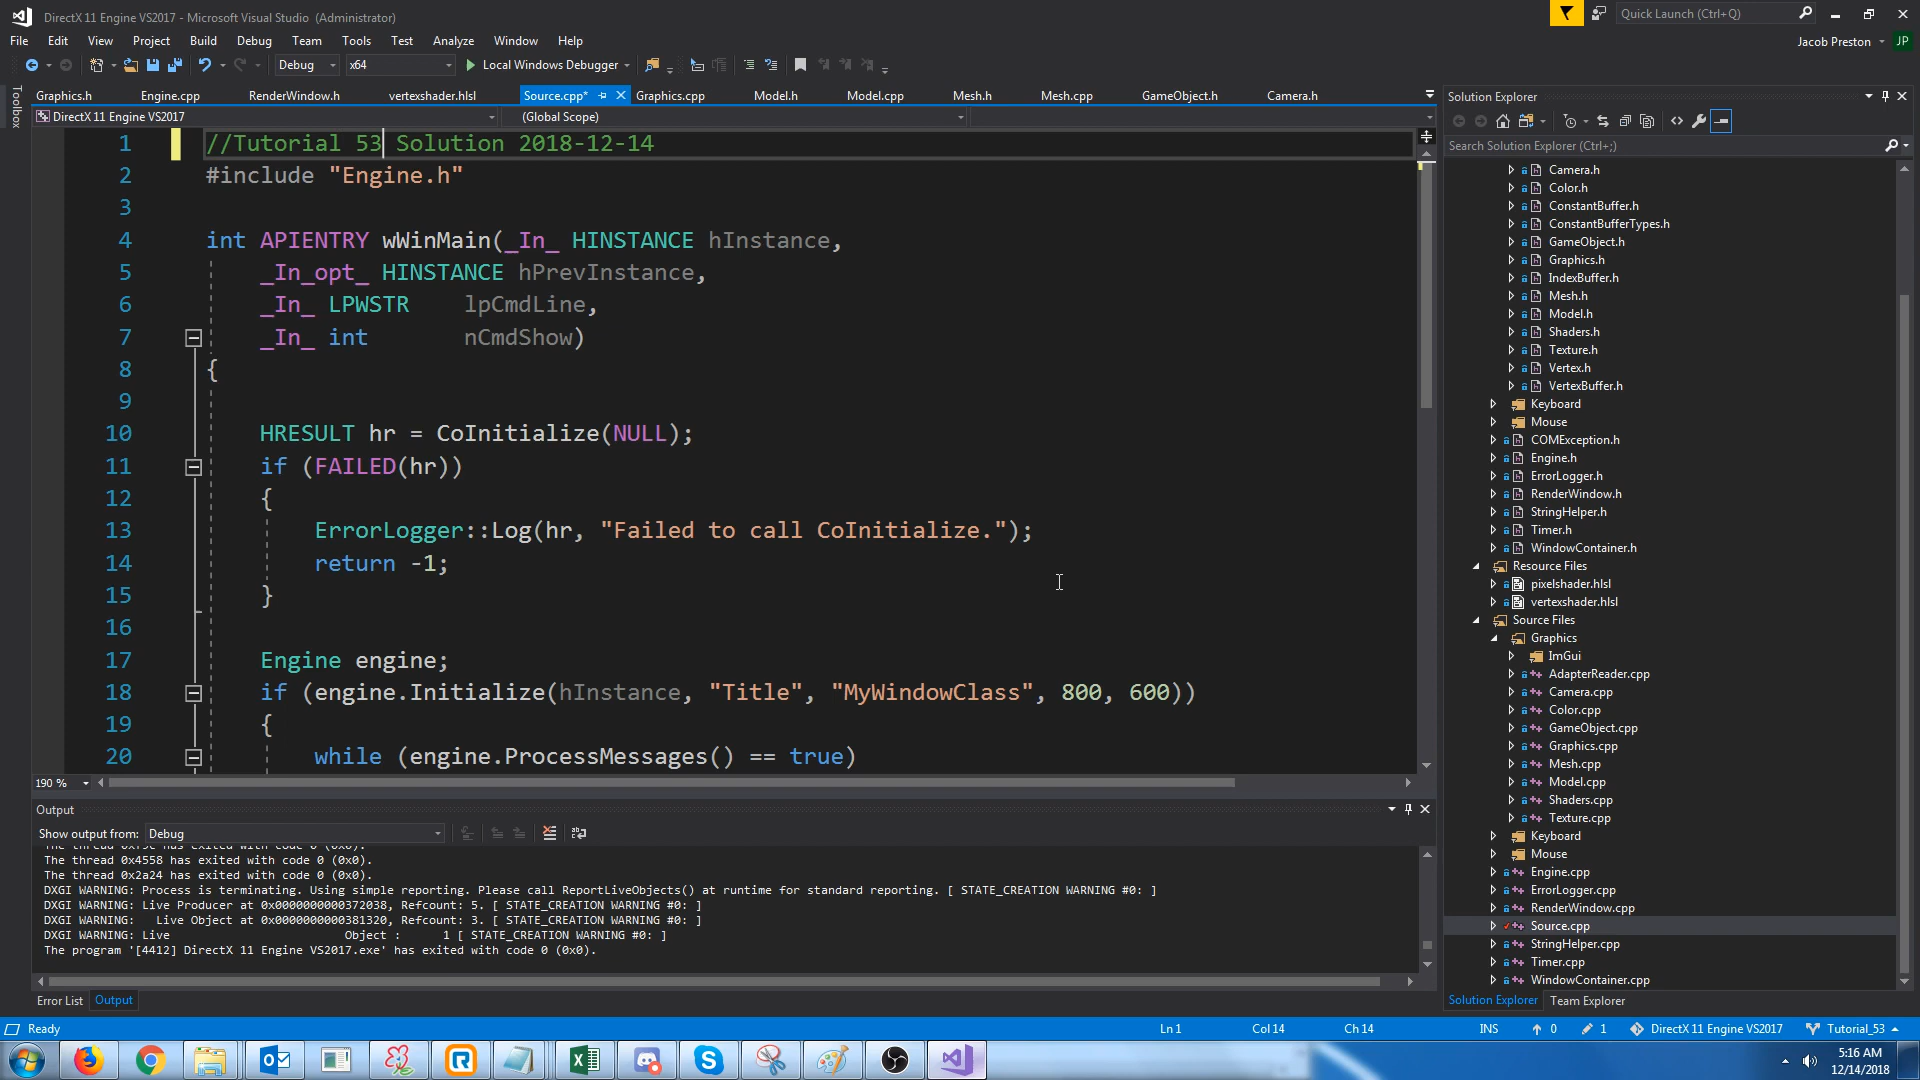 DirectX 11 Engine VS2017 - Microsoft Visual Studio (Administrator)
Quick Launch (Ctrl+Q)
File Edit View Project Build Debug Team Tools Test Analyze Window Help
Jacob Preston JP
Debug x64 Local Windows Debugger
Toolbox
Graphics.h Engine.cpp RenderWindow.h vertexshader.hlsl Source.cpp* Graphics.cpp Model.h Model.cpp Mesh.h Mesh.cpp GameObject.h Camera.h
DirectX 11 Engine VS2017 (Global Scope)
1 //Tutorial 53 Solution 2018-12-14
2 #include "Engine.h"
3
4 int APIENTRY wWinMain(_In_ HINSTANCE hInstance,
5 _In_opt_ HINSTANCE hPrevInstance,
6 _In_ LPWSTR lpCmdLine,
7 _In_ int nCmdShow)
8 {
9
10 HRESULT hr = CoInitialize(NULL);
11 if (FAILED(hr))
12 {
13 ErrorLogger::Log(hr, "Failed to call CoInitialize.");
14 return -1;
15 }
16
17 Engine engine;
18 if (engine.Initialize(hInstance, "Title", "MyWindowClass", 800, 600))
19 {
20 while (engine.ProcessMessages() == true)
190 %
Output
Show output from: Debug
The thread 0x4558 has exited with code 0 (0x0).
The thread 0x2a24 has exited with code 0 (0x0).
DXGI WARNING: Process is terminating. Using simple reporting. Please call ReportLiveObjects() at runtime for standard reporting. [ STATE_CREATION WARNING #0: ]
DXGI WARNING: Live Producer at 0x0000000000372038, Refcount: 5. [ STATE_CREATION WARNING #0: ]
DXGI WARNING: Live Object at 0x0000000000381320, Refcount: 3. [ STATE_CREATION WARNING #0: ]
DXGI WARNING: Live Object : 1 [ STATE_CREATION WARNING #0: ]
The program '[4412] DirectX 11 Engine VS2017.exe' has exited with code 0 (0x0).
Error List Output
Solution Explorer
Search Solution Explorer (Ctrl+;)
Camera.h
Color.h
ConstantBuffer.h
ConstantBufferTypes.h
GameObject.h
Graphics.h
IndexBuffer.h
Mesh.h
Model.h
Shaders.h
Texture.h
Vertex.h
VertexBuffer.h
Keyboard
Mouse
COMException.h
Engine.h
ErrorLogger.h
RenderWindow.h
StringHelper.h
Timer.h
WindowContainer.h
Resource Files
pixelshader.hlsl
vertexshader.hlsl
Source Files
Graphics
ImGui
AdapterReader.cpp
Camera.cpp
Color.cpp
GameObject.cpp
Graphics.cpp
Mesh.cpp
Model.cpp
Shaders.cpp
Texture.cpp
Keyboard
Mouse
Engine.cpp
ErrorLogger.cpp
RenderWindow.cpp
Source.cpp
StringHelper.cpp
Timer.cpp
WindowContainer.cpp
Solution Explorer Team Explorer
Ready Ln 1 Col 14 Ch 14 INS 0 1 DirectX 11 Engine VS2017 Tutorial_53
5:16 AM
12/14/2018